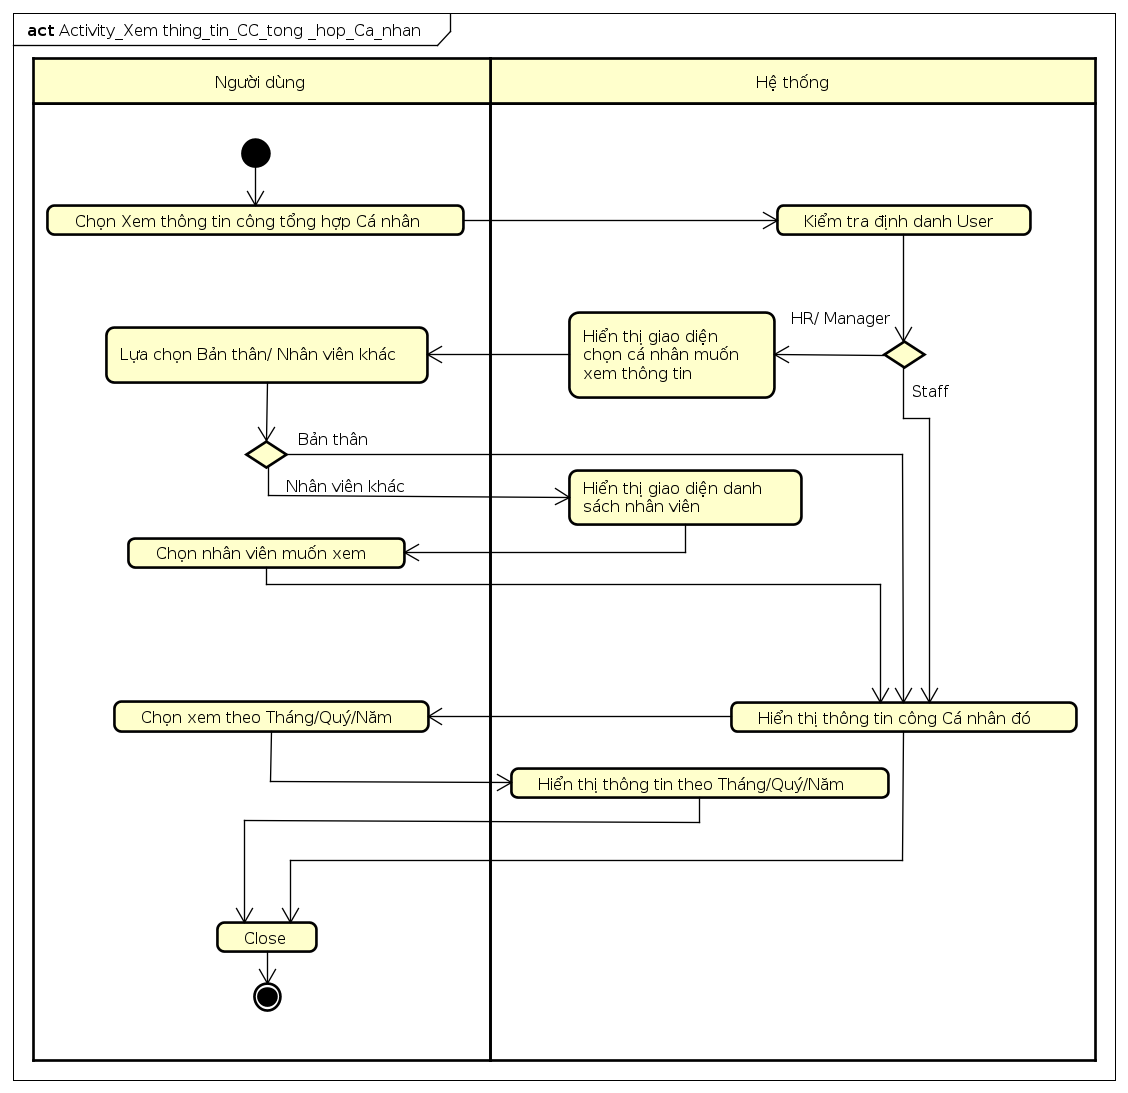 act Activity_Xem thing_tin_CC_tong _hop_Ca_nhan
Người dùng
Hệ thống
Chọn Xem thông tin công tổng hợp Cá nhân
Kiểm tra định danh User
HR/ Manager
Hiển thị giao diện
chọn cá nhân muốn
xem thông tin
Lựa chọn Bản thân/ Nhân viên khác
Staff
Bản thân
Nhân viên khác
Hiển thị giao diện danh
sách nhân viên
Chọn nhân viên muốn xem
Chọn xem theo Tháng/Quý/Năm
Hiển thị thông tin công Cá nhân đó
Hiển thị thông tin theo Tháng/Quý/Năm
Close